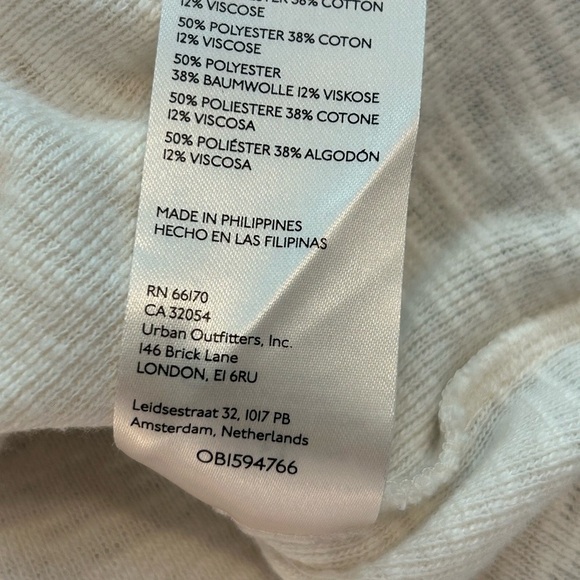 38% COTTON
12% VISCOSE
50% POLYESTER 38% COTON
12% VISCOSE
50% POLYESTER
38% BAUMWOLLE 12% VISKOSE
50% POLIESTERE 38% COTONE
12% VISCOSA
50% POLIÉSTER 38% ALGODÓN
12% VISCOSA
MADE IN PHILIPPINES
HECHO EN LAS FILIPINAS
RN 66170
CA 32054
Urban Outfitters, Inc.
146 Brick Lane
LONDON, E1 6RU
Leidsestraat 32, 1017 PB
Amsterdam, Netherlands
OB1594766